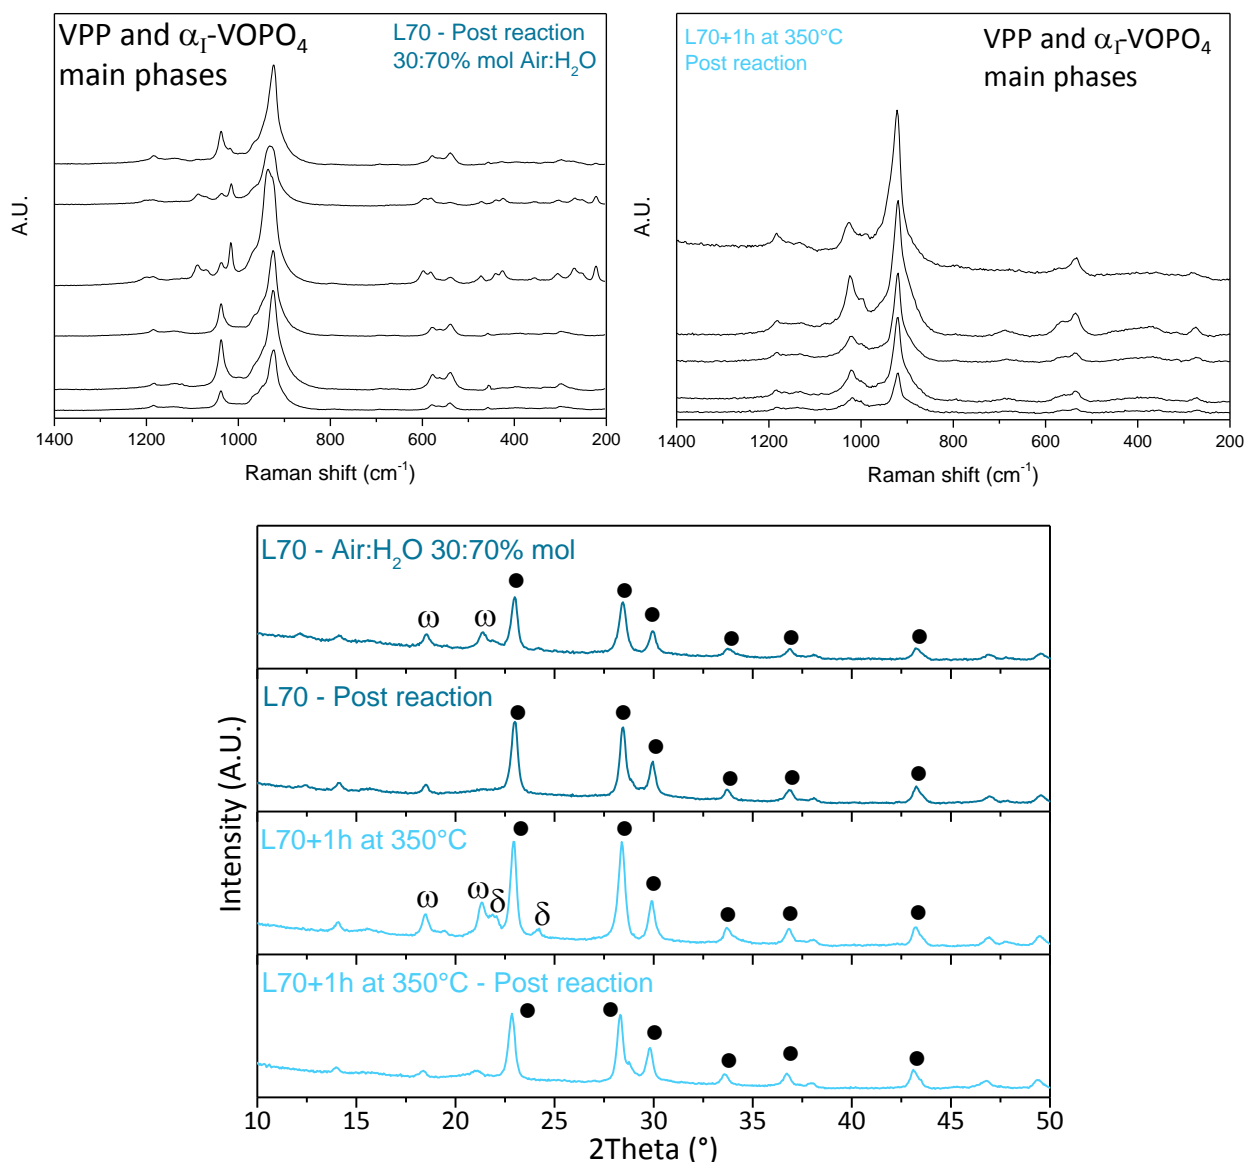 VPP and αI-VOPO4
main phases
L70 - Post reaction
30:70% mol Air:H2O
A.U.
1400 1200 1000 800 600 400 200
Raman shift (cm-1)
L70+1h at 350°C
Post reaction
VPP and αI-VOPO4
main phases
A.U.
1400 1200 1000 800 600 400 200
Raman shift (cm-1)
L70 - Air:H2O 30:70% mol
ω ω
L70 - Post reaction
L70+1h at 350°C
ω ω δ δ
L70+1h at 350°C - Post reaction
Intensity (A.U.)
10 15 20 25 30 35 40 45 50
2Theta (°)